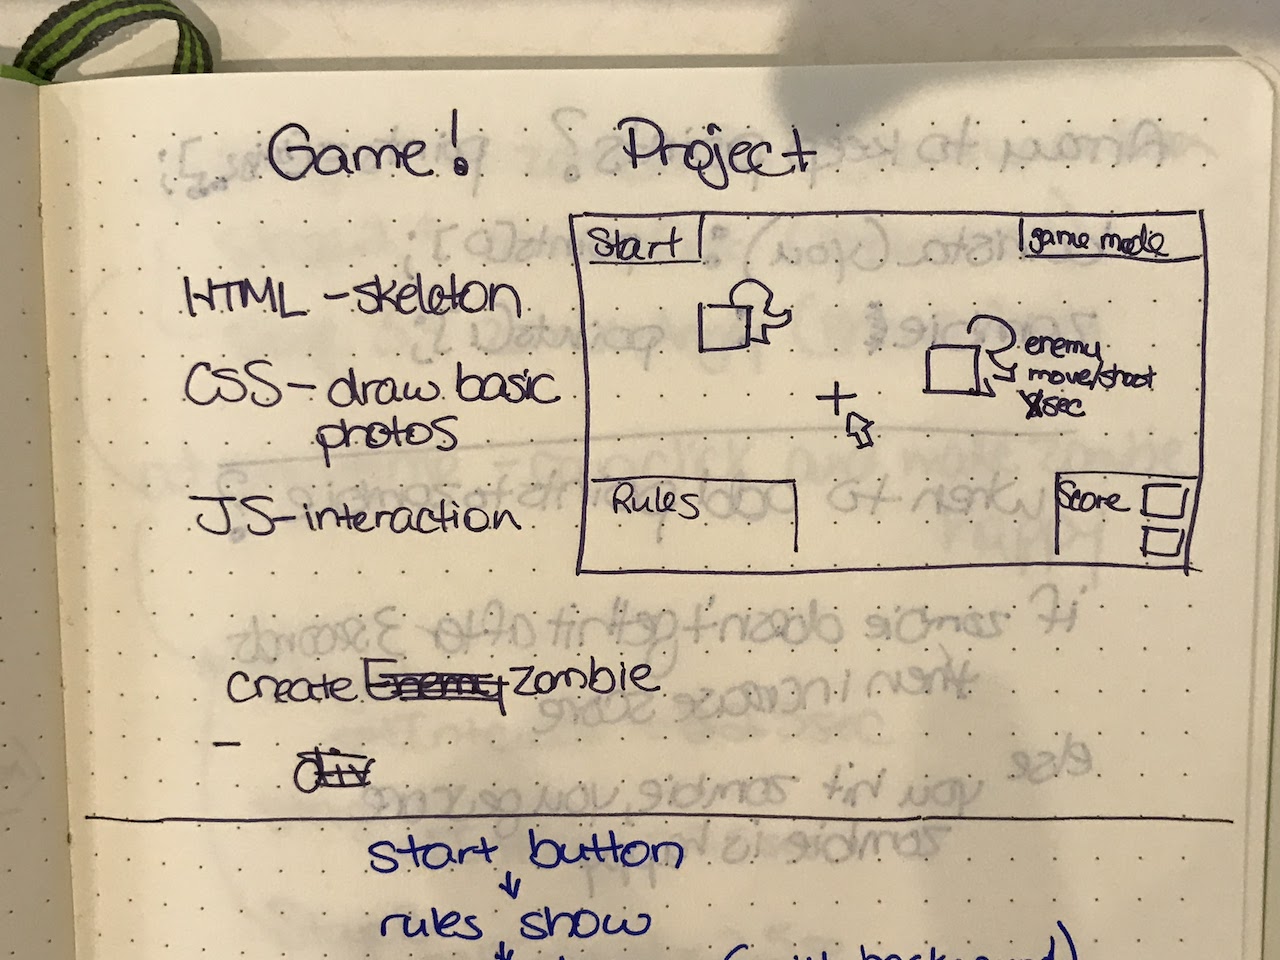 Game! Project
Start
game mode
HTML - skeleton
enemy
move/shoot
sec
CSS - draw basic
photos
Rules
Score
JS - interaction
create Enemy zombie
-
div
start button
↓
rules show
↓
background)